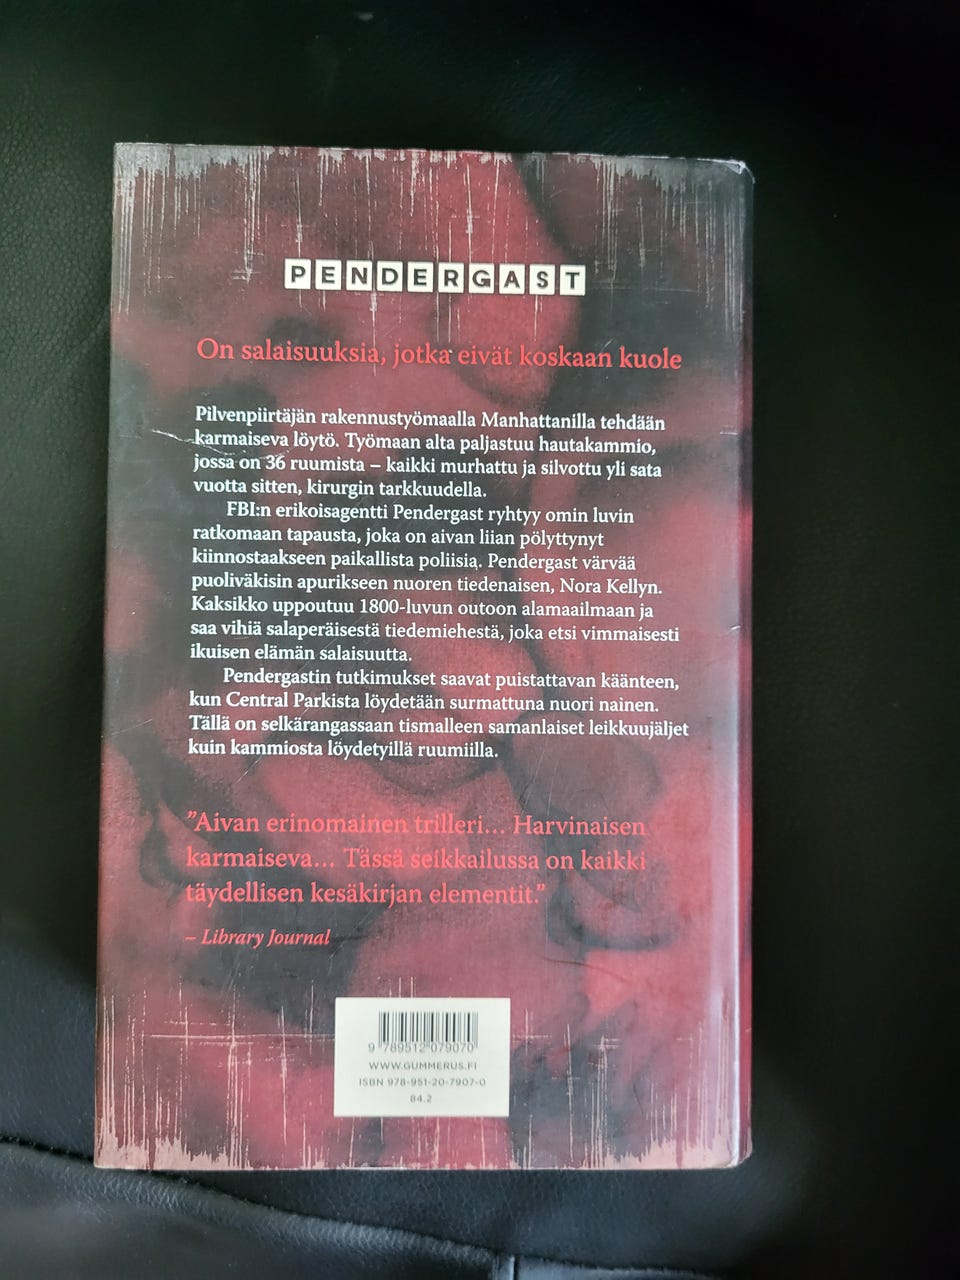 PENDERGAST
On salaisuuksia, jotka eivät koskaan kuole
Pilvenpiirtäjän rakennustyömaalla Manhattanilla tehdään
karmaiseva löytö. Työmaan alta paljastuu hautakammio,
jossa on 36 ruumista – kaikki murhattu ja silvottu yli sata
vuotta sitten, kirurgin tarkkuudella.
FBI:n erikoisagentti Pendergast ryhtyy omin luvin
ratkomaan tapausta, joka on aivan liian pölyttynyt
kiinnostaakseen paikallista poliisia. Pendergast värvää
puoliväkisin apurikseen nuoren tiedenaisen, Nora Kellyn.
Kaksikko uppoutuu 1800-luvun outoon alamaailmaan ja
saa vihiä salaperäisestä tiedemiehestä, joka etsi vimmaisesti
ikuisen elämän salaisuutta.
Pendergastin tutkimukset saavat puistattavan käänteen,
kun Central Parkista löydetään surmattuna nuori nainen.
Tällä on selkärangassaan tismalleen samanlaiset leikkuujäljet
kuin kammiosta löydetyillä ruumiilla.
”Aivan erinomainen trilleri... Harvinaisen
karmaiseva... Tässä seikkailussa on kaikki
täydellisen kesäkirjan elementit.”
– Library Journal
9 789512 079070
WWW.GUMMERUS.FI
ISBN 978-951-20-7907-0
84.2